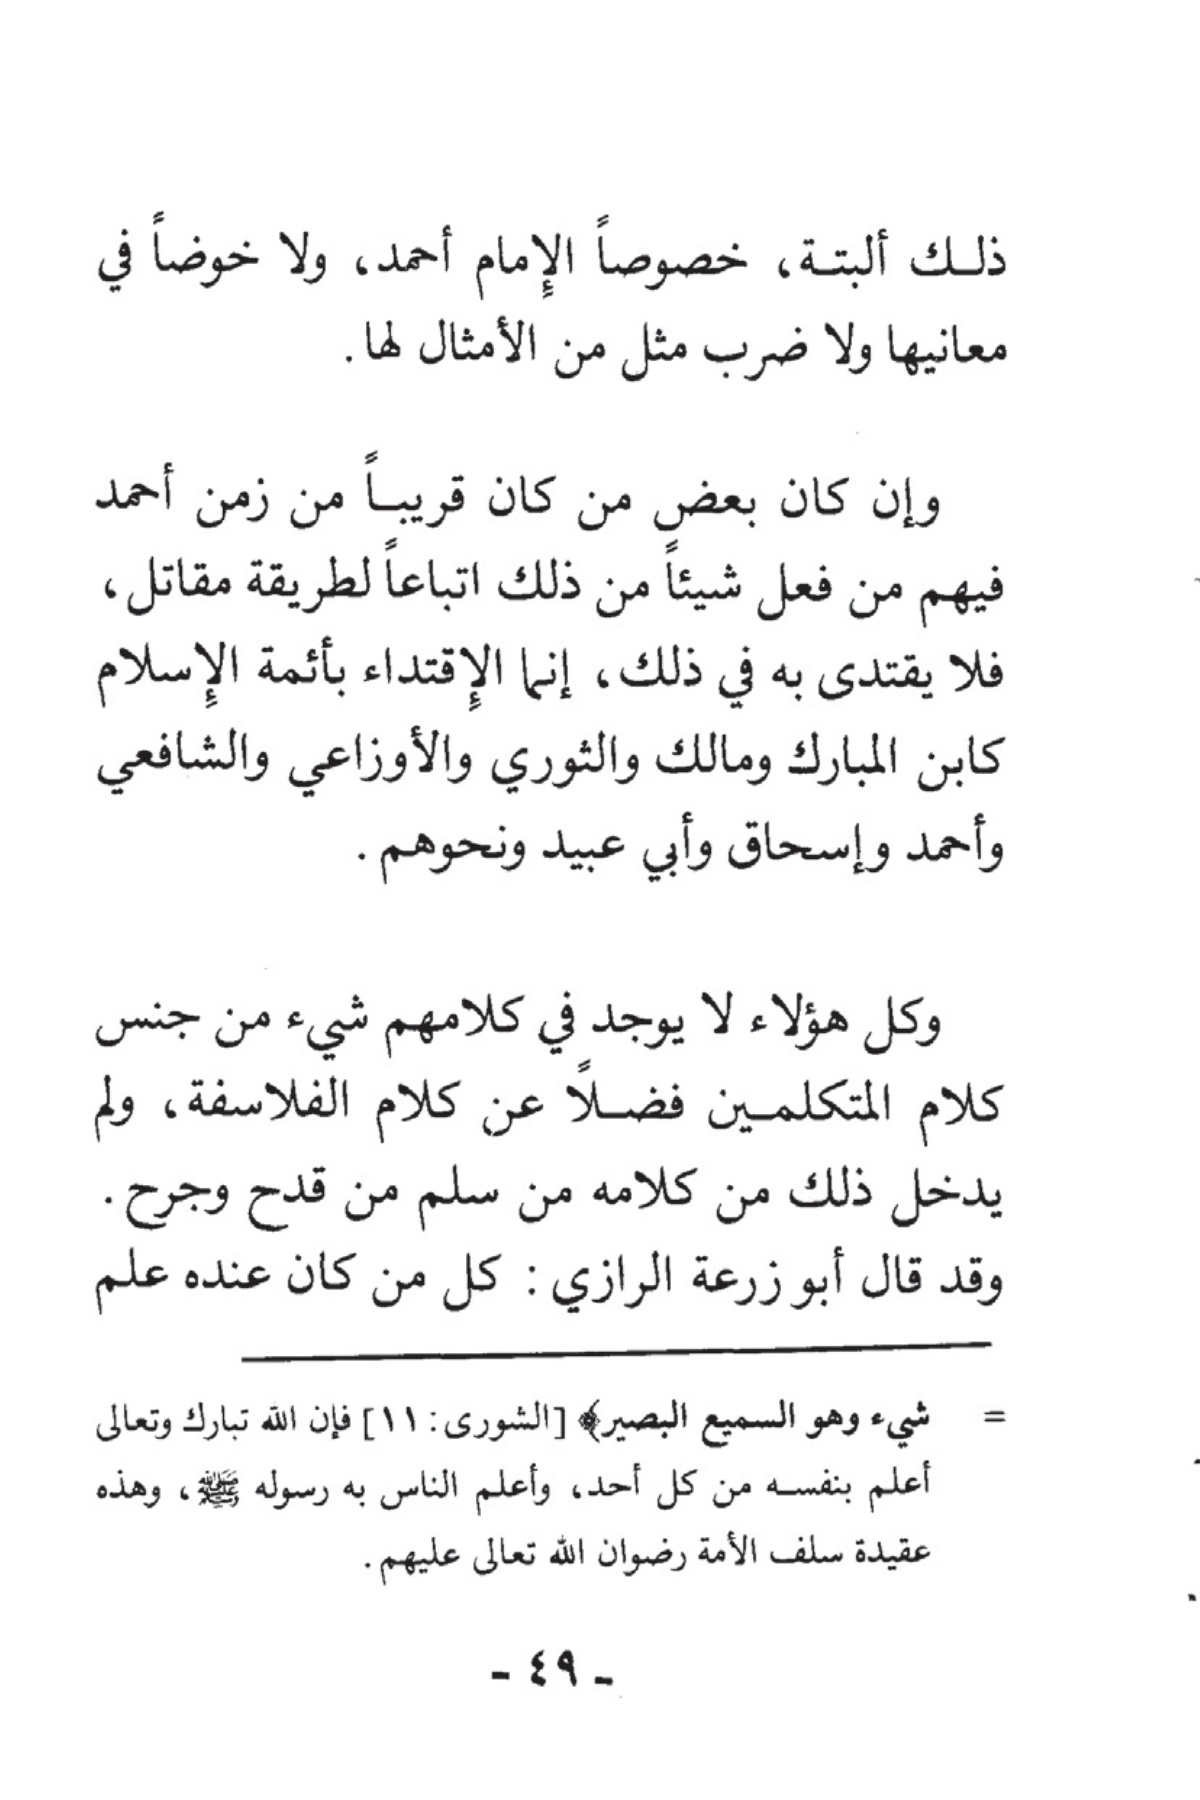 ذلك ألبتة، خصوصاً الإمام أحمد، ولا خوضاً في
معانيها ولا ضرب مثل من الأمثال لها.
وإن كان بعض من كان قريباً من زمن أحمد
فيهم من فعل شيئاً من ذلك اتباعاً لطريقة مقاتل،
فلا يقتدى به في ذلك، إنما الإقتداء بأئمة الإسلام
كابن المبارك ومالك والثوري والأوزاعي والشافعي
وأحمد وإسحاق وأبي عبيد ونحوهم.
وكل هؤلاء لا يوجد في كلامهم شيء من جنس
كلام المتكلمين فضلاً عن كلام الفلاسفة، ولم
يدخل ذلك من كلامه من سلم من قدح وجرح.
وقد قال أبو زرعة الرازي: كل من كان عنده علم
= شيء وهو السميع البصير﴾ [الشورى: ١١] فإن الله تبارك وتعالى
أعلم بنفسه من كل أحد، وأعلم الناس به رسوله ﷺ، وهذه
عقيدة سلف الأمة رضوان الله تعالى عليهم.
- ٤٩ -